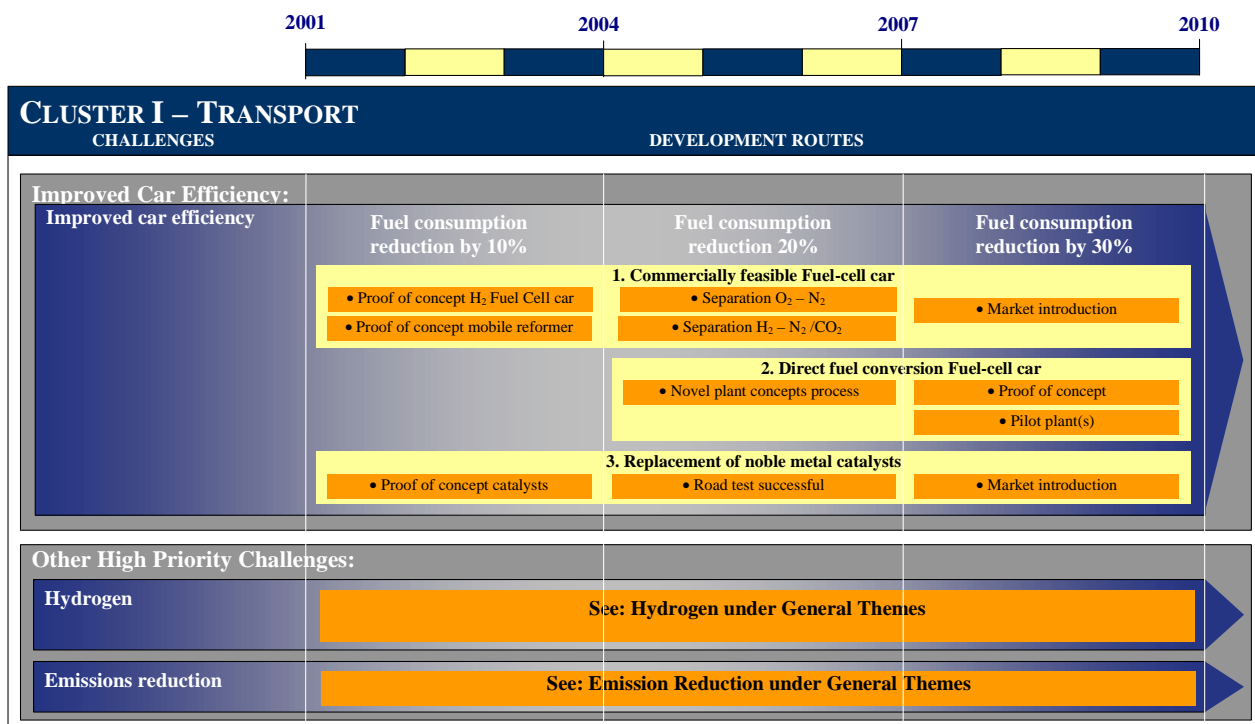 2001 2004 2007 2010
CLUSTER I – TRANSPORT
CHALLENGES DEVELOPMENT ROUTES
Improved Car Efficiency:
Improved car efficiency
Fuel consumption
reduction by 10%
Fuel consumption
reduction 20%
Fuel consumption
reduction by 30%
1. Commercially feasible Fuel-cell car
• Proof of concept H₂ Fuel Cell car
• Proof of concept mobile reformer
• Separation O₂ – N₂
• Separation H₂ – N₂ /CO₂
• Market introduction
2. Direct fuel conversion Fuel-cell car
• Novel plant concepts process
• Proof of concept
• Pilot plant(s)
3. Replacement of noble metal catalysts
• Proof of concept catalysts
• Road test successful
• Market introduction
Other High Priority Challenges:
Hydrogen
See: Hydrogen under General Themes
Emissions reduction
See: Emission Reduction under General Themes